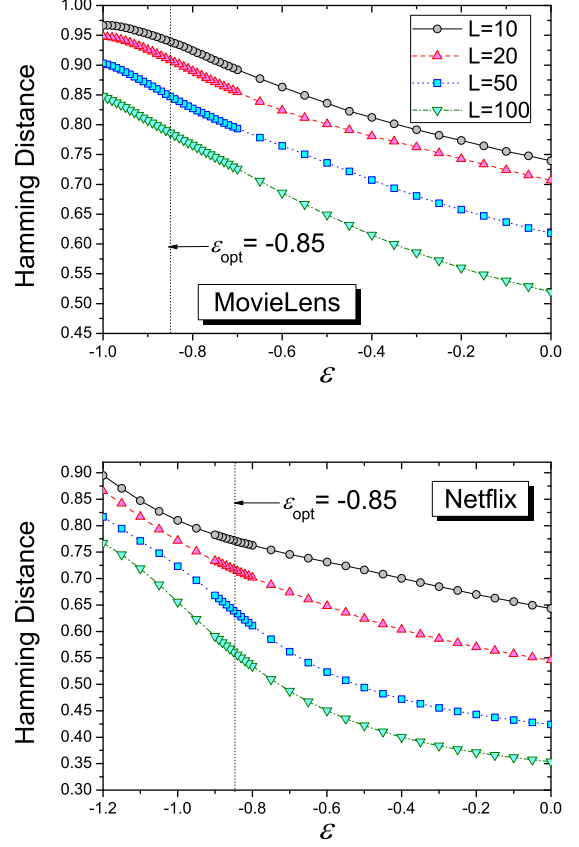 1.00
0.95
0.90
0.85
0.80
0.75
0.70
0.65
0.60
0.55
0.50
0.45
Hamming Distance
L=10
L=20
L=50
L=100
εopt= -0.85
MovieLens
-1.0 -0.8 -0.6 -0.4 -0.2 0.0
ε
0.90
0.85
0.80
0.75
0.70
0.65
0.60
0.55
0.50
0.45
0.40
0.35
0.30
Hamming Distance
εopt= -0.85
Netflix
-1.2 -1.0 -0.8 -0.6 -0.4 -0.2 0.0
ε